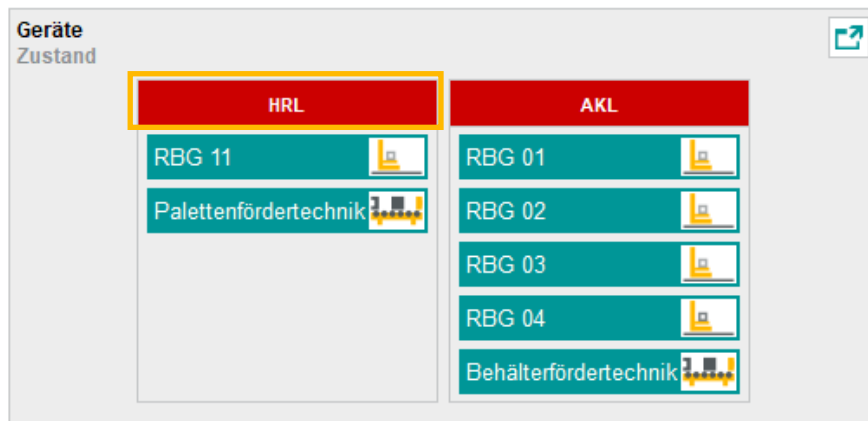 Geräte
Zustand
HRL
RBG 11
Palettenfördertechnik
AKL
RBG 01
RBG 02
RBG 03
RBG 04
Behälterfördertechnik